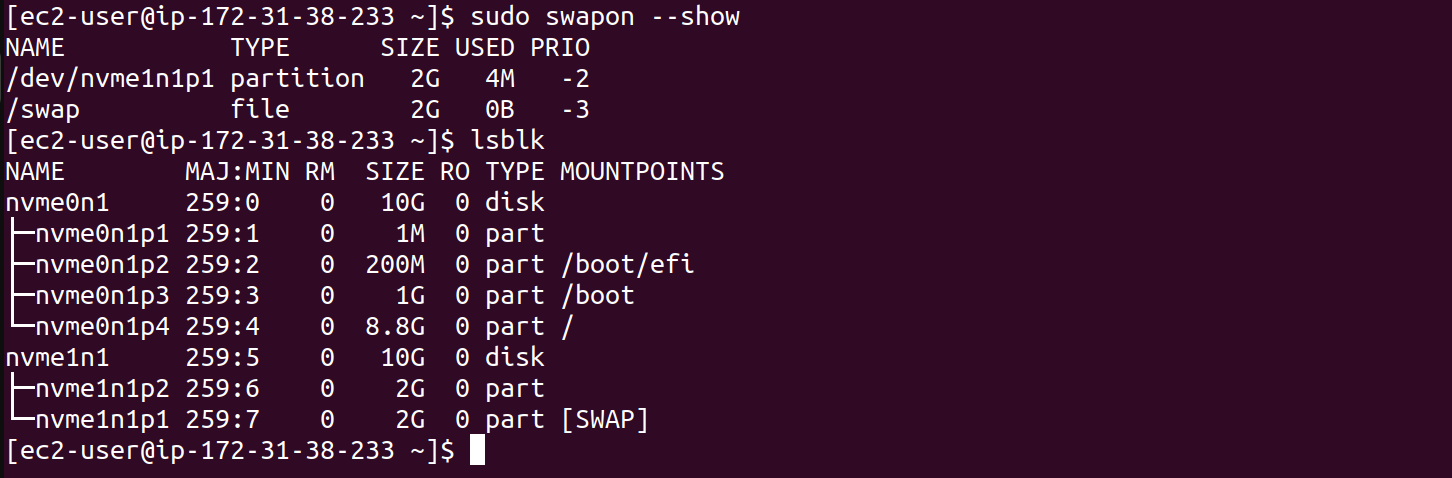 [ec2-user@ip-172-31-38-233 ~]$ sudo swapon --show
NAME           TYPE       SIZE USED PRIO
/dev/nvme1n1p1 partition   2G   4M   -2
/swap          file        2G   0B   -3
[ec2-user@ip-172-31-38-233 ~]$ lsblk
NAME        MAJ:MIN RM  SIZE RO TYPE MOUNTPOINTS
nvme0n1     259:0    0   10G  0 disk
├─nvme0n1p1 259:1    0    1M  0 part
├─nvme0n1p2 259:2    0  200M  0 part /boot/efi
├─nvme0n1p3 259:3    0    1G  0 part /boot
└─nvme0n1p4 259:4    0  8.8G  0 part /
nvme1n1     259:5    0   10G  0 disk
├─nvme1n1p2 259:6    0    2G  0 part
└─nvme1n1p1 259:7    0    2G  0 part [SWAP]
[ec2-user@ip-172-31-38-233 ~]$